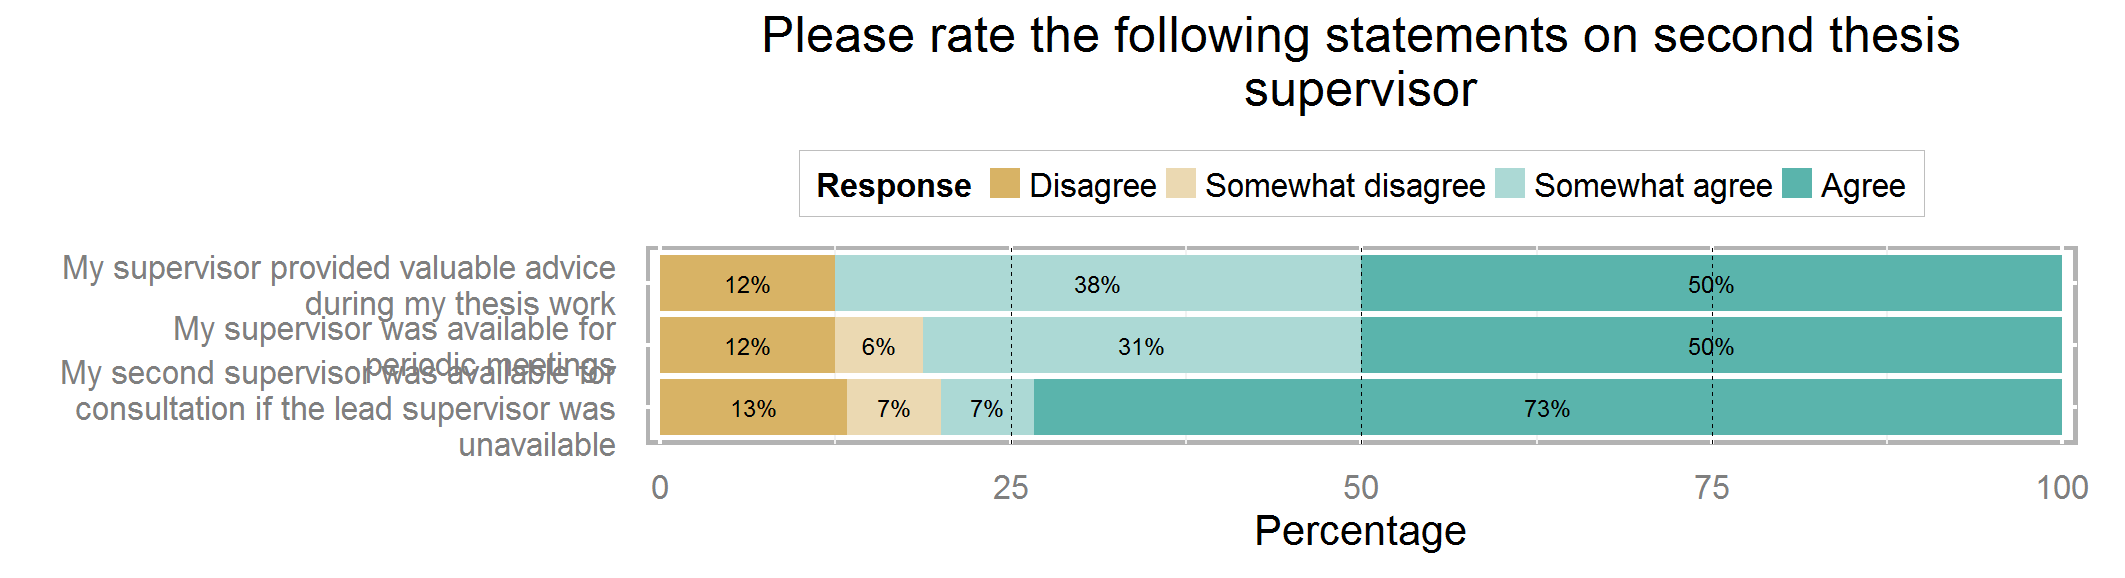 Please rate the following statements on second thesis
supervisor
Response Disagree Somewhat disagree Somewhat agree Agree
My supervisor provided valuable advice
during my thesis work
12% 38% 50%
My supervisor was available for
periodic meetings
12% 6% 31% 50%
My second supervisor was available for
consultation if the lead supervisor was
unavailable
13% 7% 7% 73%
0 25 50 75 100
Percentage